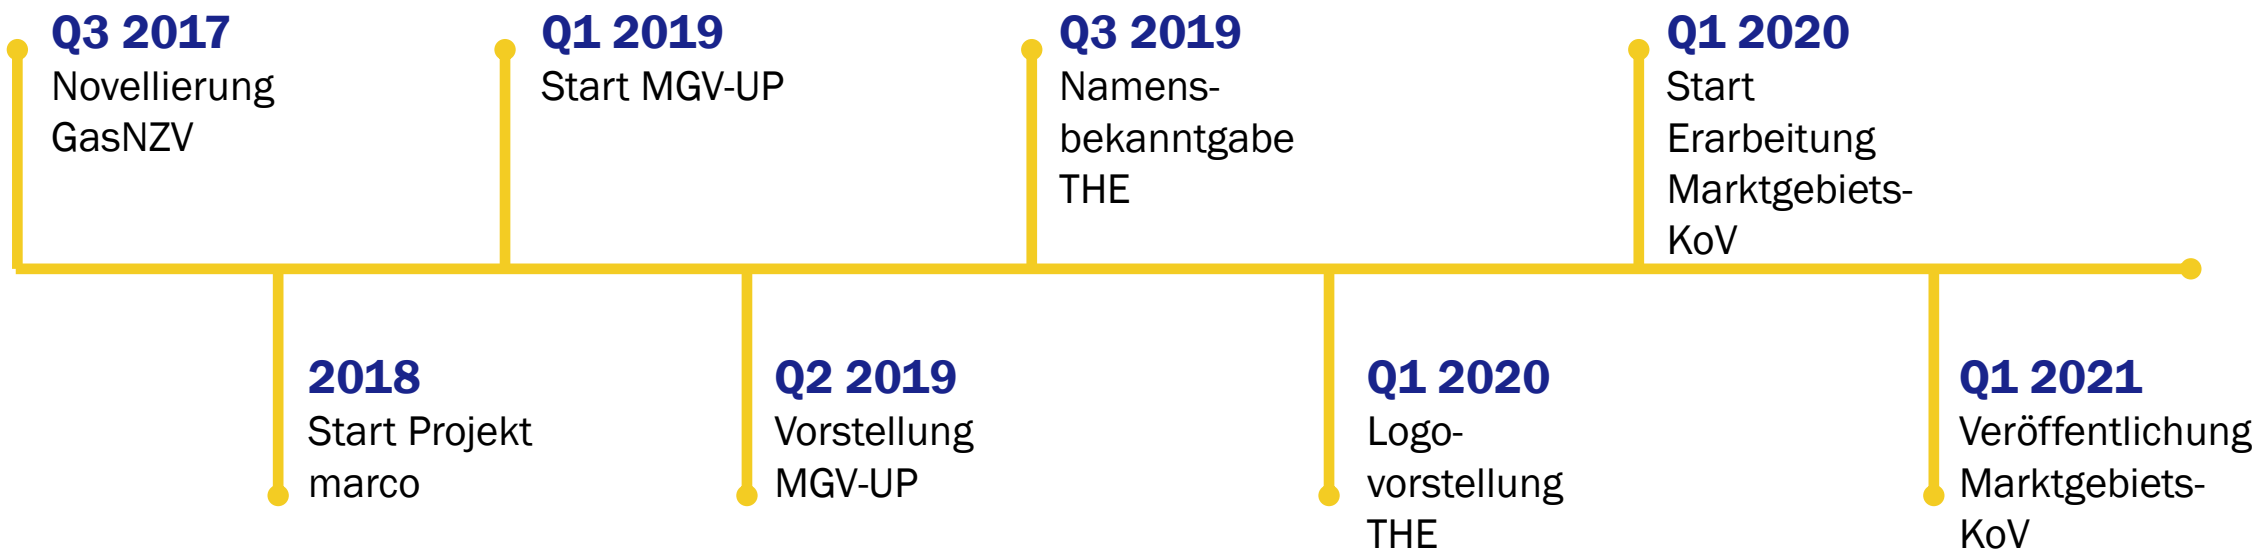 Q3 2017
Novellierung
GasNZV
2018
Start Projekt
marco
Q1 2019
Start MGV-UP
Q2 2019
Vorstellung
MGV-UP
Q3 2019
Namens-
bekanntgabe
THE
Q1 2020
Logo-
vorstellung
THE
Q1 2020
Start
Erarbeitung
Marktgebiets-
KoV
Q1 2021
Veröffentlichung
Marktgebiets-
KoV